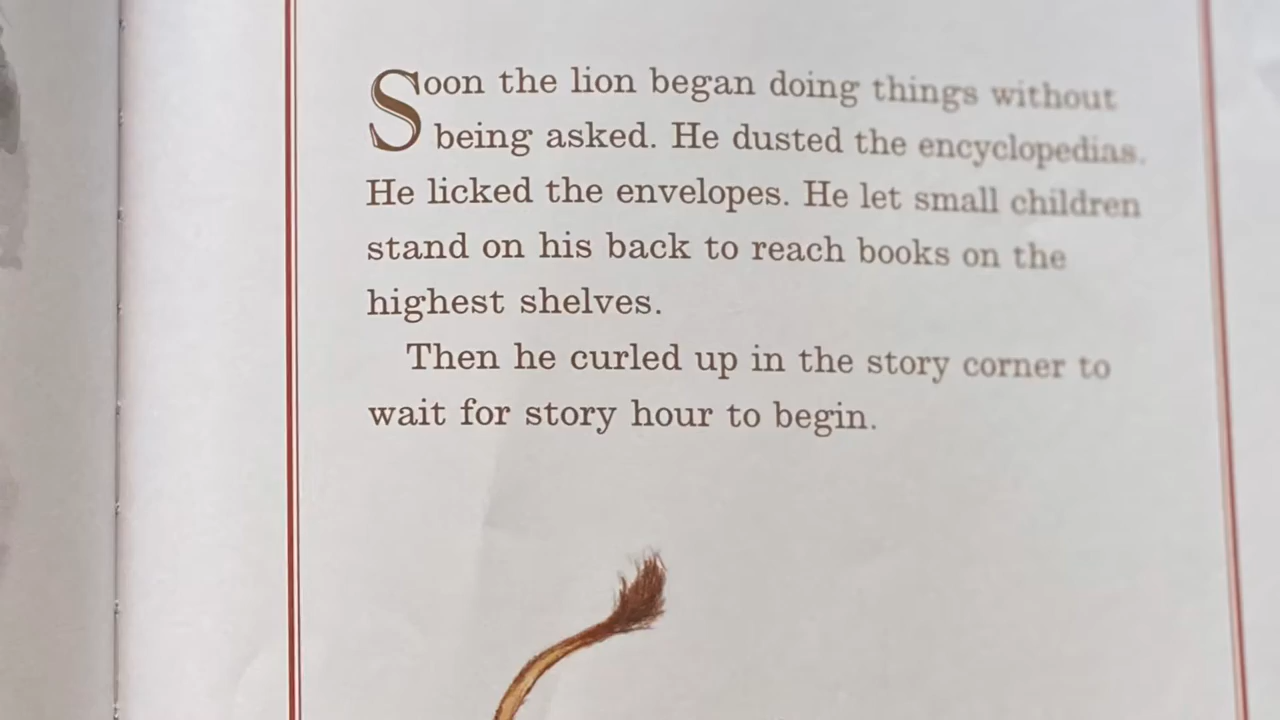 Soon the lion began doing things without
being asked. He dusted the encyclopedias.
He licked the envelopes. He let small children
stand on his back to reach books on the
highest shelves.
Then he curled up in the story corner to
wait for story hour to begin.